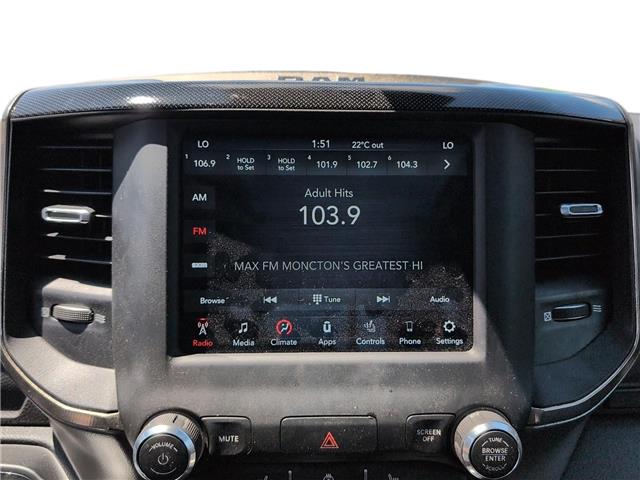 RAM
LO 1:51 22°C out LO
1 106.9 2 HOLD to Set 3 HOLD to Set 4 101.9 5 102.7 6 104.3
AM
Adult Hits
103.9
FM
MAX FM MONCTON'S GREATEST HI
Browse Tune Audio
Radio Media Climate Apps Controls Phone Settings
VOLUME
MUTE
SCREEN OFF
TUNE
BROWSE
ENTER
SCROLL